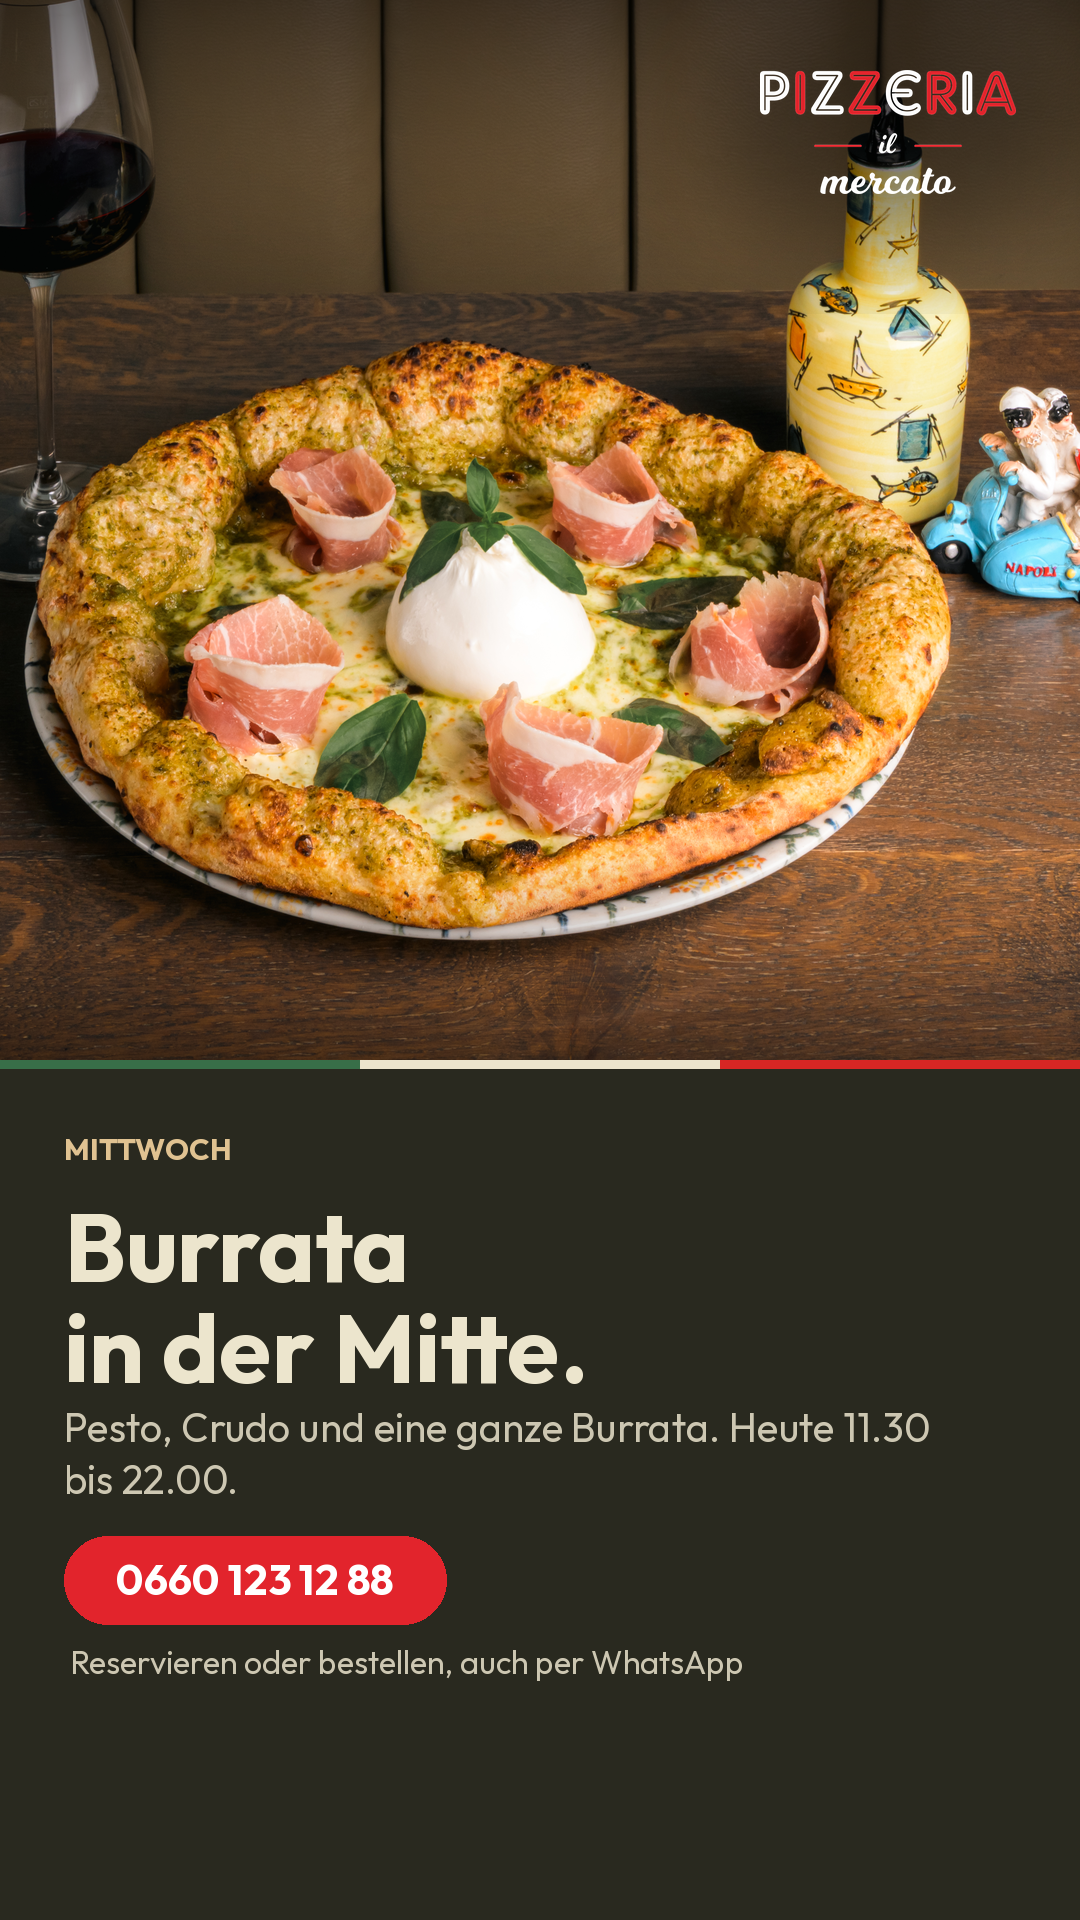 PIZZERIA
il
mercato
NAPOLI
MITTWOCH
Burrata
in der Mitte.
Pesto, Crudo und eine ganze Burrata. Heute 11.30
bis 22.00.
0660 123 12 88
Reservieren oder bestellen, auch per WhatsApp